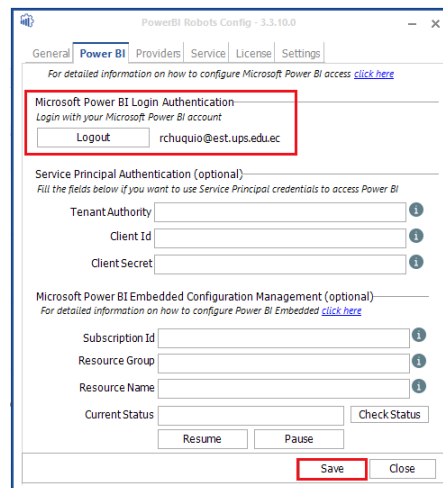 PowerBI Robots Config - 3.3.10.0
General Power BI Providers Service License Settings
For detailed information on how to configure Microsoft Power BI access click here
Microsoft Power BI Login Authentication
Login with your Microsoft Power BI account
Logout rchuquio@est.ups.edu.ec
Service Principal Authentication (optional)
Fill the fields below if you want to use Service Principal credentials to access Power BI
Tenant Authority
Client Id
Client Secret
Microsoft Power BI Embedded Configuration Management (optional)
For detailed information on how to configure Power BI Embedded click here
Subscription Id
Resource Group
Resource Name
Current Status Check Status
Resume Pause
Save Close